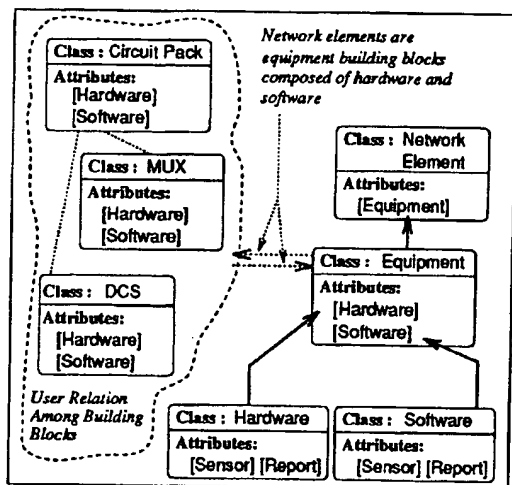 Class : Circuit Pack
Attributes:
[Hardware]
[Software]
Network elements are
equipment building blocks
composed of hardware and
software
Class : MUX
Attributes:
[Hardware]
[Software]
Class : Network
Element
Attributes:
[Equipment]
Class : DCS
Attributes:
[Hardware]
[Software]
Class : Equipment
Attributes:
[Hardware]
[Software]
User Relation
Among Building
Blocks
Class : Hardware
Attributes:
[Sensor] [Report]
Class : Software
Attributes:
[Sensor] [Report]